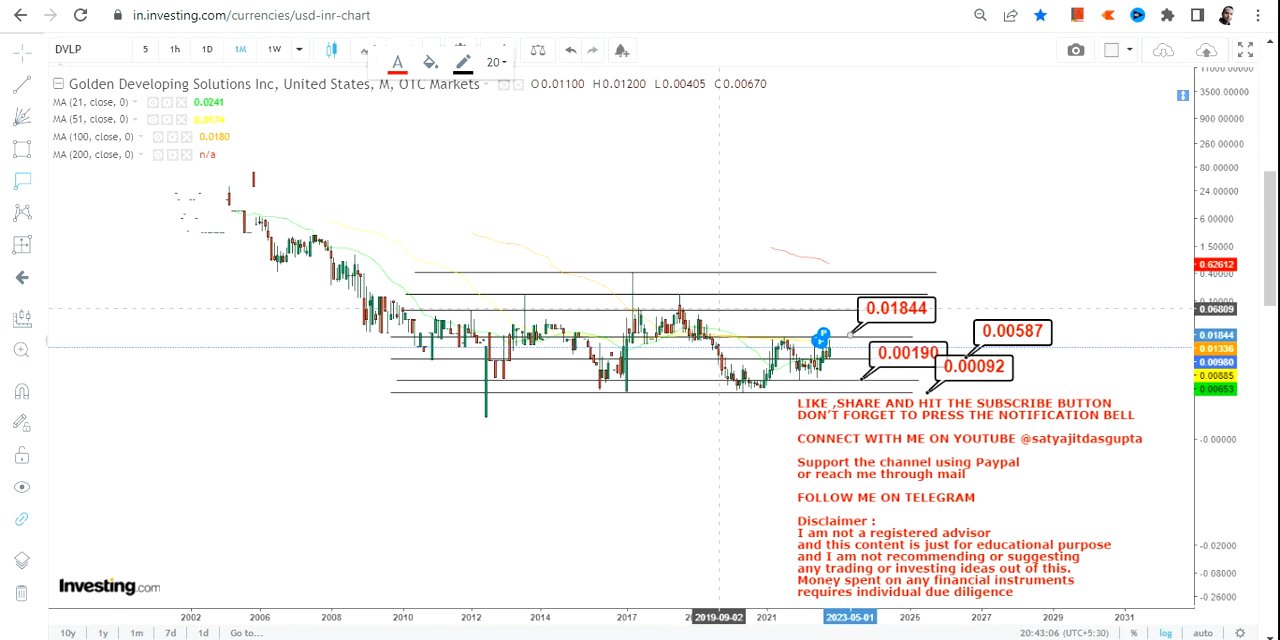 in.investing.com/currencies/usd-inr-chart
DVLP 5 1h 1D 1M 1W
20
Golden Developing Solutions Inc, United States, M, OTC Markets O0.01100 H0.01200 L0.00405 C0.00670
MA (21, close, 0) 0.0241
MA (51, close, 0)
MA (100, close, 0) 0.0180
MA (200, close, 0) n/a
11000.00000
3500.00000
900.00000
260.00000
80.00000
24.00000
6.00000
1.50000
0.62612
0.40000
0.10000
0.06809
0.01844
0.01336
0.00980
0.00885
0.00653
-0.00000
-0.02000
-0.08000
-0.26000
0.01844
0.00587
0.00190
0.00092
LIKE ,SHARE AND HIT THE SUBSCRIBE BUTTON
DON'T FORGET TO PRESS THE NOTIFICATION BELL
CONNECT WITH ME ON YOUTUBE @satyajitdasgupta
Support the channel using Paypal
or reach me through mail
FOLLOW ME ON TELEGRAM
Disclaimer :
I am not a registered advisor
and this content is just for educational purpose
and I am not recommending or suggesting
any trading or investing ideas out of this.
Money spent on any financial instruments
requires individual due diligence
Investing.com
2002 2006 2008 2010 2012 2014 2017 2019-09-02 2021 2023-05-01 2025 2027 2029 2031
10y 1y 1m 7d 1d Go to... 20:43:06 (UTC+5:30) % log auto